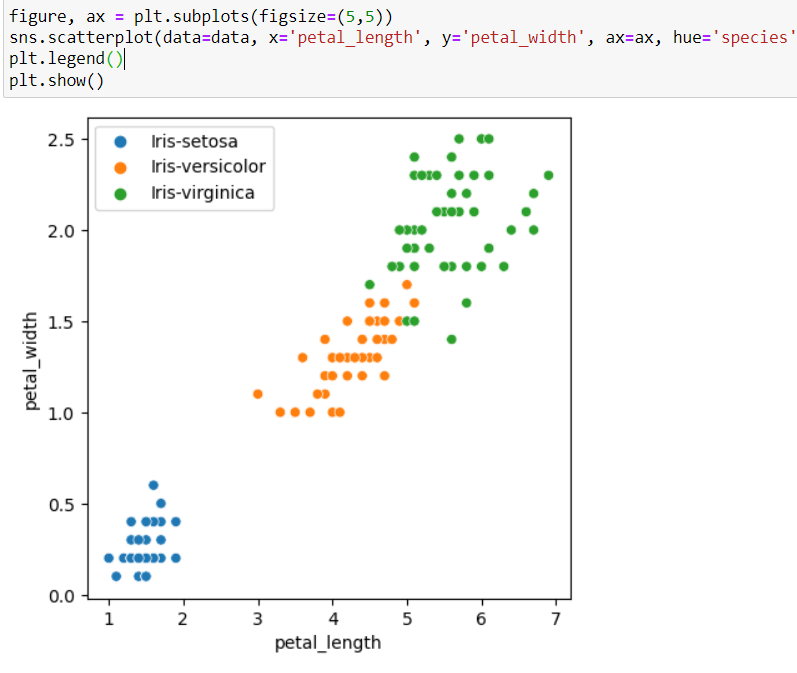 figure, ax = plt.subplots(figsize=(5,5))
sns.scatterplot(data=data, x='petal_length', y='petal_width', ax=ax, hue='species'
plt.legend()
plt.show()
2.5
Iris-setosa
Iris-versicolor
Iris-virginica
2.0
1.5
petal_width
1.0
0.5
0.0
1 2 3 4 5 6 7
petal_length